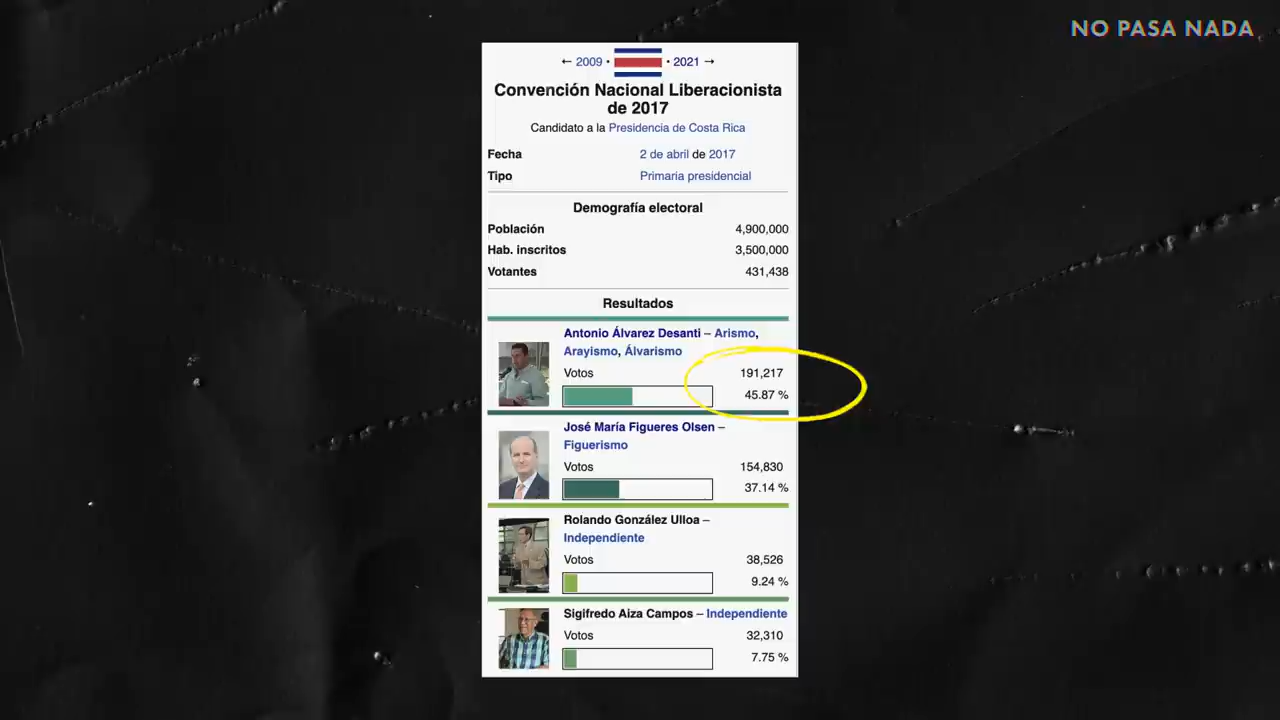 NO PASA NADA
← 2009 • • 2021 →
Convención Nacional Liberacionista
de 2017
Candidato a la Presidencia de Costa Rica
Fecha 2 de abril de 2017
Tipo Primaria presidencial
Demografía electoral
Población 4,900,000
Hab. inscritos 3,500,000
Votantes 431,438
Resultados
Antonio Álvarez Desanti – Arismo,
Arayismo, Álvarismo
Votos 191,217
45.87 %
José María Figueres Olsen –
Figuerismo
Votos 154,830
37.14 %
Rolando González Ulloa –
Independiente
Votos 38,526
9.24 %
Sigifredo Aiza Campos – Independiente
Votos 32,310
7.75 %